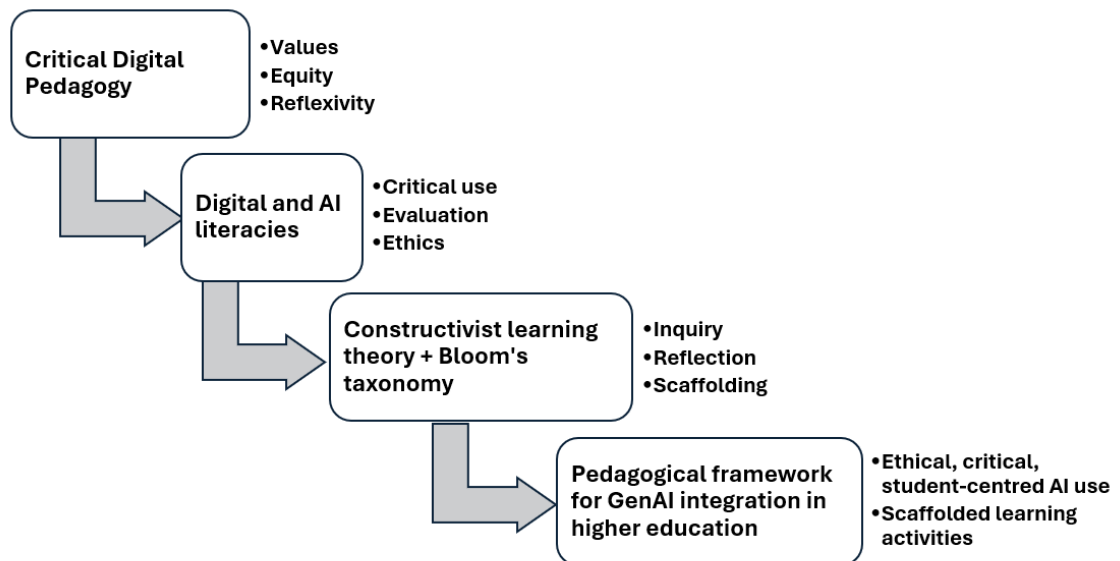 Critical Digital
Pedagogy
•Values
•Equity
•Reflexivity
Digital and AI
literacies
•Critical use
•Evaluation
•Ethics
Constructivist learning
theory + Bloom's
taxonomy
•Inquiry
•Reflection
•Scaffolding
Pedagogical framework
for GenAI integration in
higher education
•Ethical, critical,
student-centred AI use
•Scaffolded learning
activities